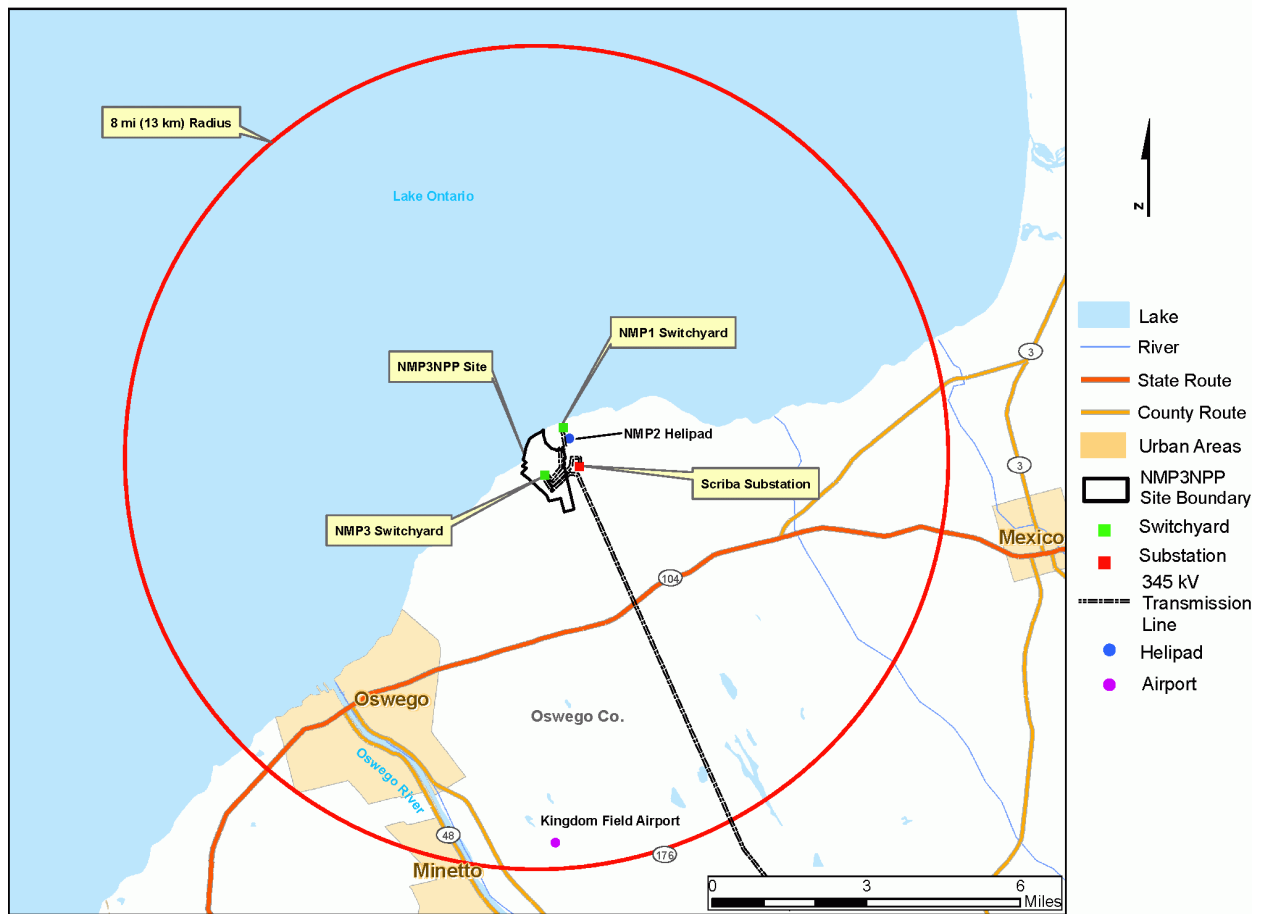 8 mi (13 km) Radius
Lake Ontario
NMP1 Switchyard
NMP3NPP Site
NMP2 Helipad
Scriba Substation
NMP3 Switchyard
3
3
Mexico
104
Oswego
Oswego Co.
Oswego River
Kingdom Field Airport
48
176
Minetto
N
Lake
River
State Route
County Route
Urban Areas
NMP3NPP
Site Boundary
Switchyard
Substation
345 kV
Transmission
Line
Helipad
Airport
0 3 6
Miles